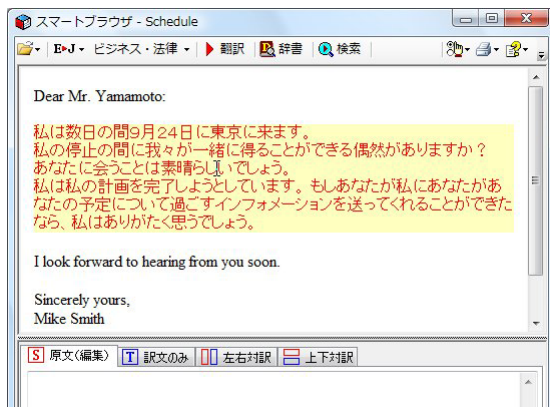 スマートブラウザ - Schedule
E▸J ビジネス・法律 翻訳 辞書 検索
Dear Mr. Yamamoto:
私は数日の間9月24日に東京に来ます。
私の停止の間に我々が一緒に得ることができる偶然がありますか？
あなたに会うことは素晴らしいでしょう。
私は私の計画を完了しようとしています。もしあなたが私にあなたがあ
なたの予定について過ごすインフォメーションを送ってくれることができた
なら、私はありがたく思うでしょう。
I look forward to hearing from you soon.
Sincerely yours,
Mike Smith
S 原文(編集) T 訳文のみ 左右対訳 上下対訳